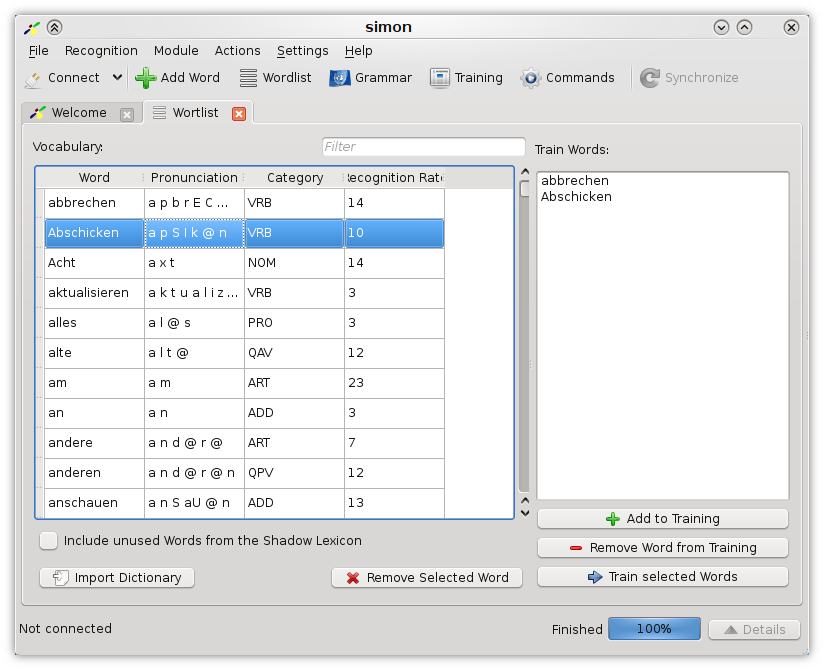 simon
File Recognition Module Actions Settings Help
Connect Add Word Wordlist Grammar Training Commands Synchronize
Welcome Wortlist
Vocabulary: Filter Train Words:
Word Pronunciation Category Recognition Rate
abbrechen a p b r E C ... VRB 14
Abschicken a p S I k @ n VRB 10
Acht a x t NOM 14
aktualisieren a k t u a l i z ... VRB 3
alles a l @ s PRO 3
alte a l t @ QAV 12
am a m ART 23
an a n ADD 3
andere a n d @ r @ ART 7
anderen a n d @ r @ n QPV 12
anschauen a n S aU @ n ADD 13
abbrechen
Abschicken
Include unused Words from the Shadow Lexicon
Import Dictionary Remove Selected Word
Add to Training
Remove Word from Training
Train selected Words
Not connected Finished 100% Details